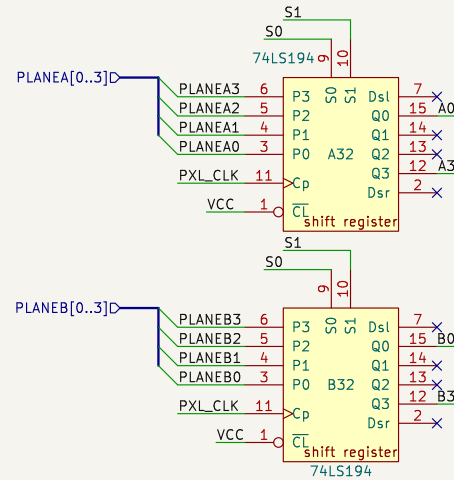 S1
S0
74LS194
9
10
S0
S1
PLANEA[0..3]
PLANEA3 6 P3 Dsl 7
PLANEA2 5 P2 Q0 15 A0
PLANEA1 4 P1 Q1 14
PLANEA0 3 P0 A32 Q2 13
Q3 12 A3
PXL_CLK 11 Cp Dsr 2
VCC 1 CL
shift register
S1
S0
9
10
S0
S1
PLANEB[0..3]
PLANEB3 6 P3 Dsl 7
PLANEB2 5 P2 Q0 15 B0
PLANEB1 4 P1 Q1 14
PLANEB0 3 P0 B32 Q2 13
Q3 12 B3
PXL_CLK 11 Cp Dsr 2
VCC 1 CL
shift register
74LS194